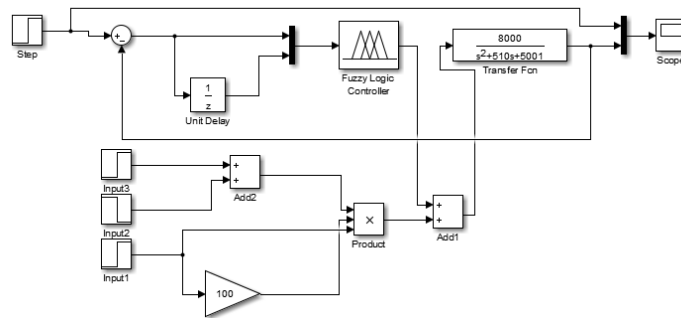 Step
+
−
1
z
Unit Delay
Fuzzy Logic
Controller
8000
s²+510s+5001
Transfer Fcn
Scope
Input3
Input2
Input1
+
+
Add2
100
×
Product
+
+
Add1